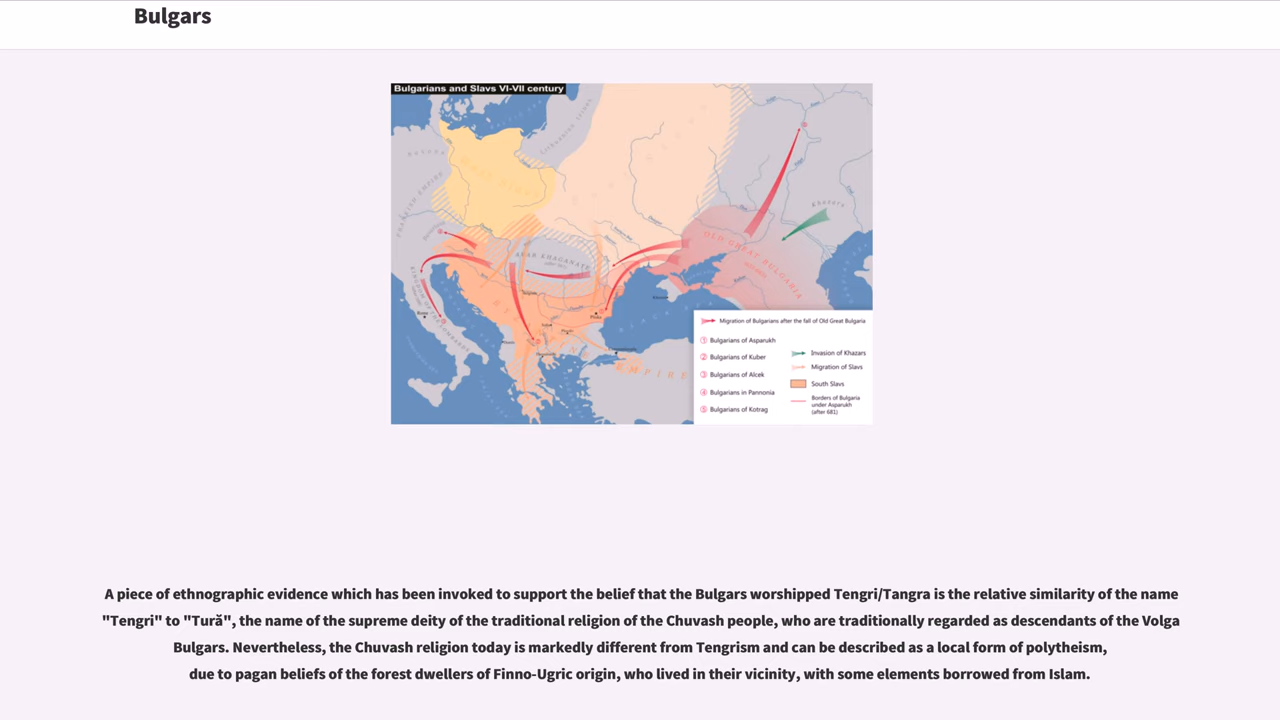 Bulgars
Bulgarians and Slavs VI-VII century
OLD GREAT BULGARIA
AVAR KHAGANATE
Khazars
EMPIRE
Rome
Migration of Bulgarians after the fall of Old Great Bulgaria
1 Bulgarians of Asparukh
2 Bulgarians of Kuber
3 Bulgarians of Alcek
4 Bulgarians in Pannonia
5 Bulgarians of Kotrag
Invasion of Khazars
Migration of Slavs
South Slavs
Borders of Bulgaria
under Asparukh
(after 681)
A piece of ethnographic evidence which has been invoked to support the belief that the Bulgars worshipped Tengri/Tangra is the relative similarity of the name
"Tengri" to "Tură", the name of the supreme deity of the traditional religion of the Chuvash people, who are traditionally regarded as descendants of the Volga
Bulgars. Nevertheless, the Chuvash religion today is markedly different from Tengrism and can be described as a local form of polytheism,
due to pagan beliefs of the forest dwellers of Finno-Ugric origin, who lived in their vicinity, with some elements borrowed from Islam.